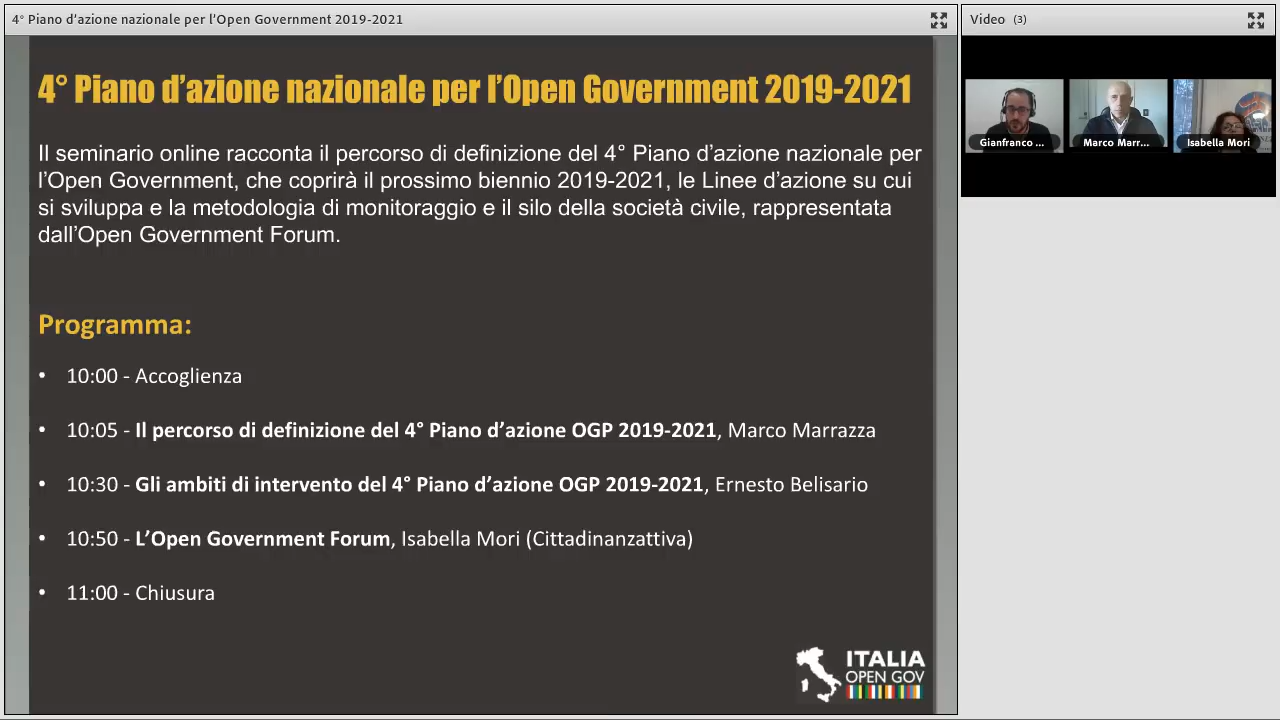 4° Piano d'azione nazionale per l'Open Government 2019-2021
Video (3)
4° Piano d'azione nazionale per l'Open Government 2019-2021
Il seminario online racconta il percorso di definizione del 4° Piano d'azione nazionale per
l'Open Government, che coprirà il prossimo biennio 2019-2021, le Linee d'azione su cui
si sviluppa e la metodologia di monitoraggio e il silo della società civile, rappresentata
dall'Open Government Forum.
Programma:
• 10:00 - Accoglienza
• 10:05 - Il percorso di definizione del 4° Piano d'azione OGP 2019-2021, Marco Marrazza
• 10:30 - Gli ambiti di intervento del 4° Piano d'azione OGP 2019-2021, Ernesto Belisario
• 10:50 - L'Open Government Forum, Isabella Mori (Cittadinanzattiva)
• 11:00 - Chiusura
ITALIA
OPEN GOV
Gianfranco ...
Marco Marr...
Isabella Mori